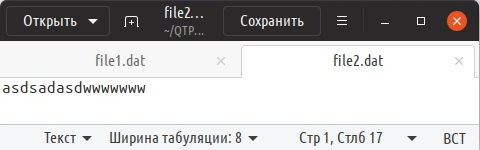 Открыть
file2...
~/QTP...
Сохранить
file1.dat
file2.dat
asdsadasdwwwwwww
Текст
Ширина табуляции: 8
Стр 1, Стлб 17
ВСТ